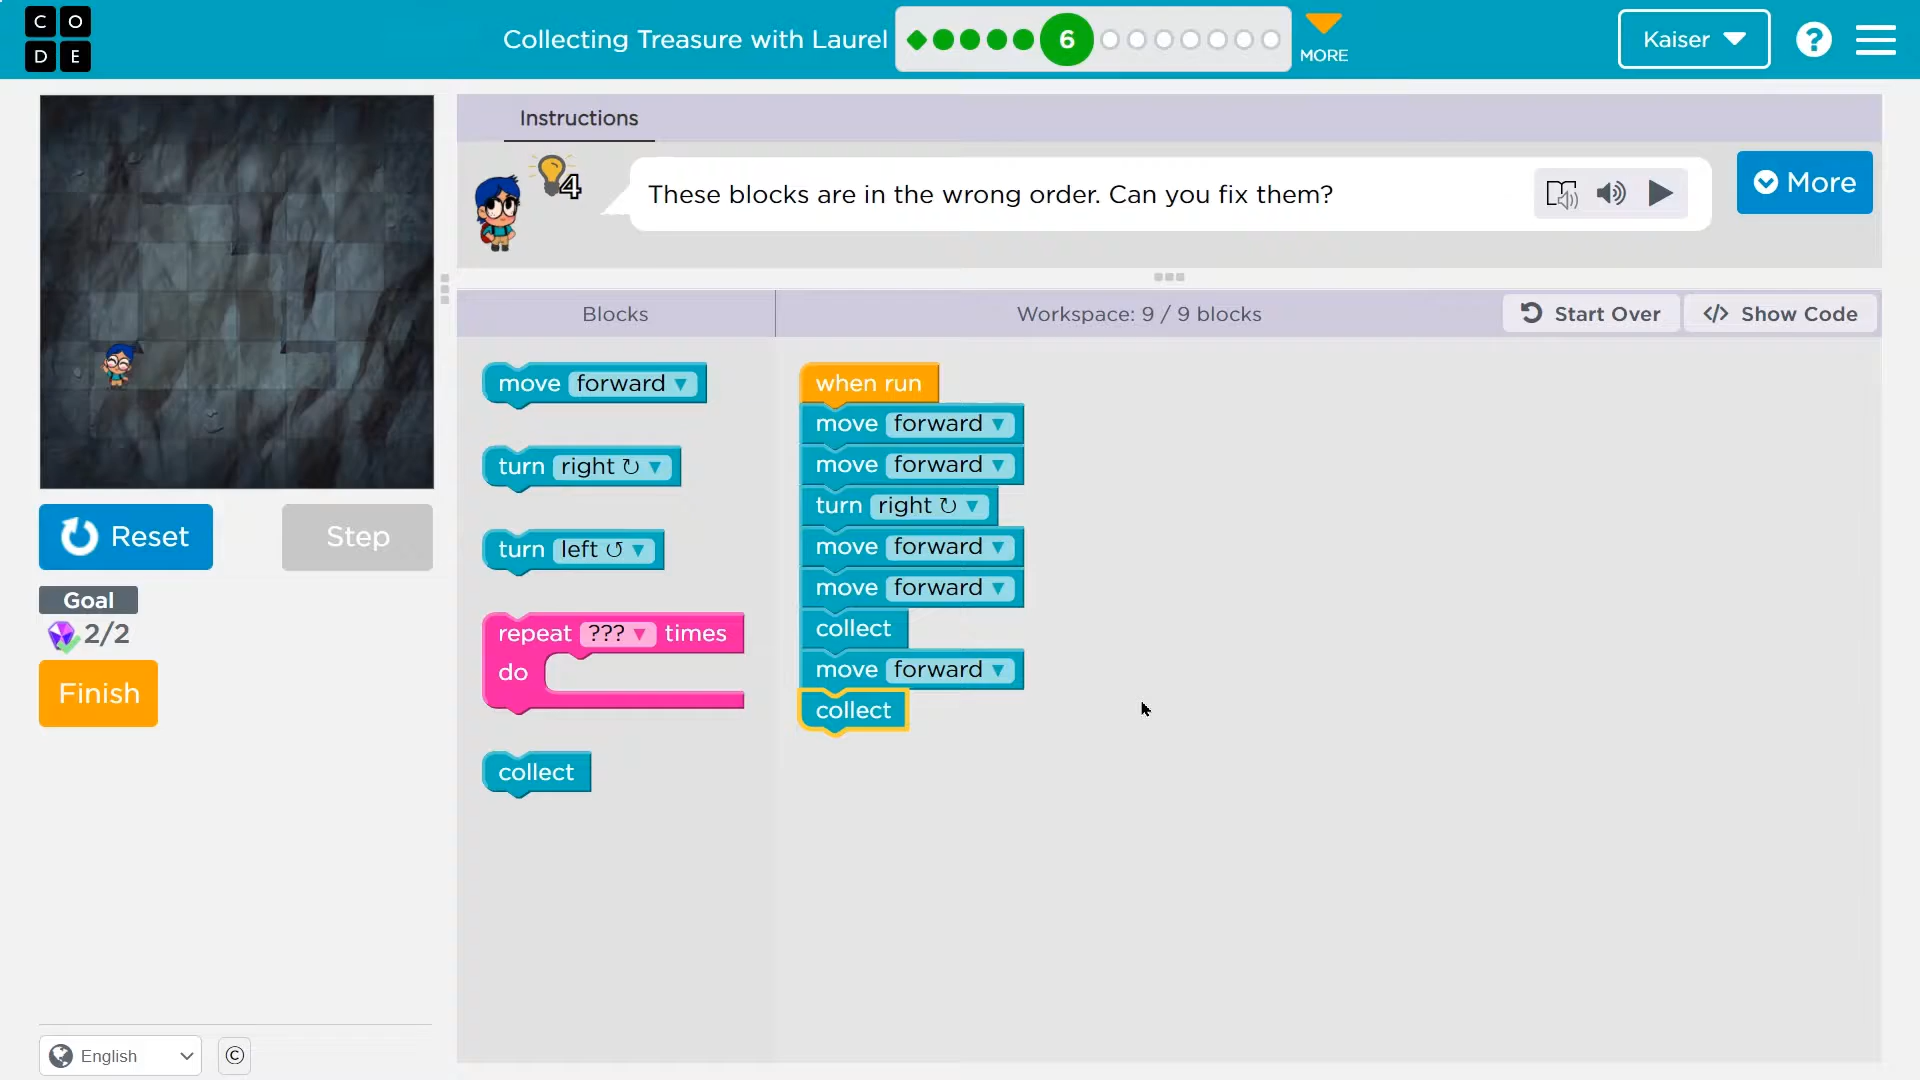 C O
D E
Collecting Treasure with Laurel
6
MORE
Kaiser
?
Instructions
4
These blocks are in the wrong order. Can you fix them?
More
Blocks
Workspace: 9 / 9 blocks
Start Over
</> Show Code
move forward
turn right ↻
turn left ↺
repeat ??? times
do
collect
when run
move forward
move forward
turn right ↻
move forward
move forward
collect
move forward
collect
Reset
Step
Goal
2/2
Finish
English
©